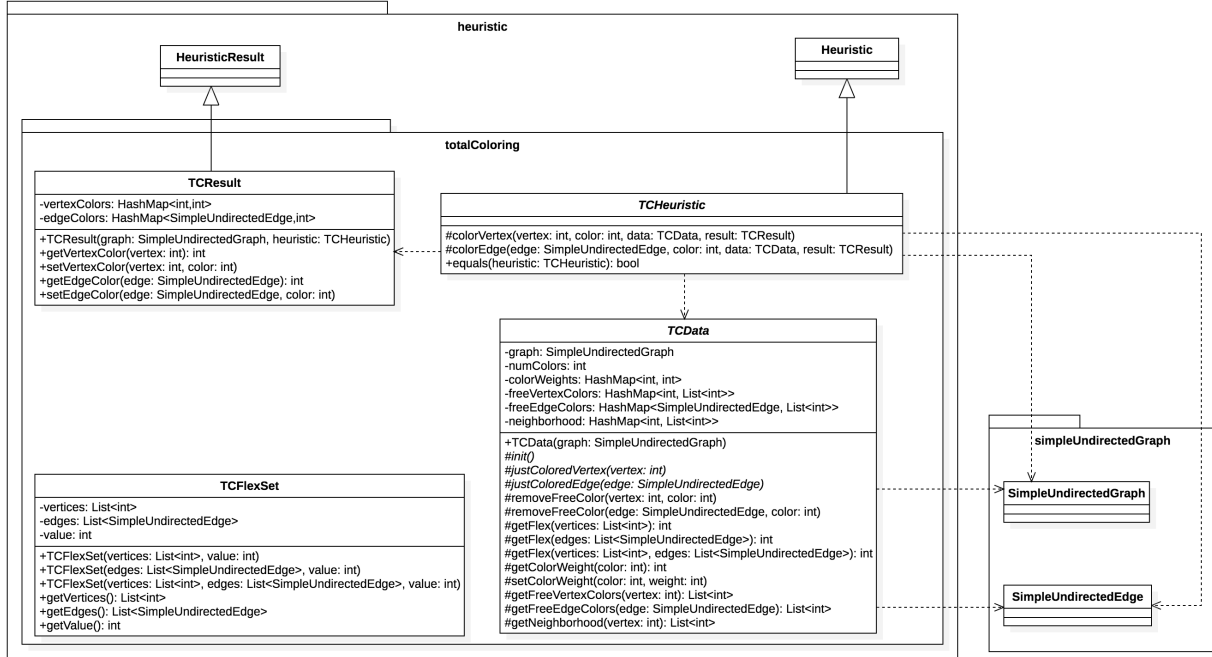 heuristic
HeuristicResult
Heuristic
totalColoring
TCResult
-vertexColors: HashMap<int,int>
-edgeColors: HashMap<SimpleUndirectedEdge,int>
+TCResult(graph: SimpleUndirectedGraph, heuristic: TCHeuristic)
+getVertexColor(vertex: int): int
+setVertexColor(vertex: int, color: int)
+getEdgeColor(edge: SimpleUndirectedEdge): int
+setEdgeColor(edge: SimpleUndirectedEdge, color: int)
TCHeuristic
#colorVertex(vertex: int, color: int, data: TCData, result: TCResult)
#colorEdge(edge: SimpleUndirectedEdge, color: int, data: TCData, result: TCResult)
+equals(heuristic: TCHeuristic): bool
TCData
-graph: SimpleUndirectedGraph
-numColors: int
-colorWeights: HashMap<int, int>
-freeVertexColors: HashMap<int, List<int>>
-freeEdgeColors: HashMap<SimpleUndirectedEdge, List<int>>
-neighborhood: HashMap<int, List<int>>
+TCData(graph: SimpleUndirectedGraph)
#init()
#justColoredVertex(vertex: int)
#justColoredEdge(edge: SimpleUndirectedEdge)
#removeFreeColor(vertex: int, color: int)
#removeFreeColor(edge: SimpleUndirectedEdge, color: int)
#getFlex(vertices: List<int>): int
#getFlex(edges: List<SimpleUndirectedEdge>): int
#getFlex(vertices: List<int>, edges: List<SimpleUndirectedEdge>): int
#getColorWeight(color: int): int
#setColorWeight(color: int, weight: int)
#getFreeVertexColors(vertex: int): List<int>
#getFreeEdgeColors(edge: SimpleUndirectedEdge): List<int>
#getNeighborhood(vertex: int): List<int>
TCFlexSet
-vertices: List<int>
-edges: List<SimpleUndirectedEdge>
-value: int
+TCFlexSet(vertices: List<int>, value: int)
+TCFlexSet(edges: List<SimpleUndirectedEdge>, value: int)
+TCFlexSet(vertices: List<int>, edges: List<SimpleUndirectedEdge>, value: int)
+getVertices(): List<int>
+getEdges(): List<SimpleUndirectedEdge>
+getValue(): int
simpleUndirectedGraph
SimpleUndirectedGraph
SimpleUndirectedEdge